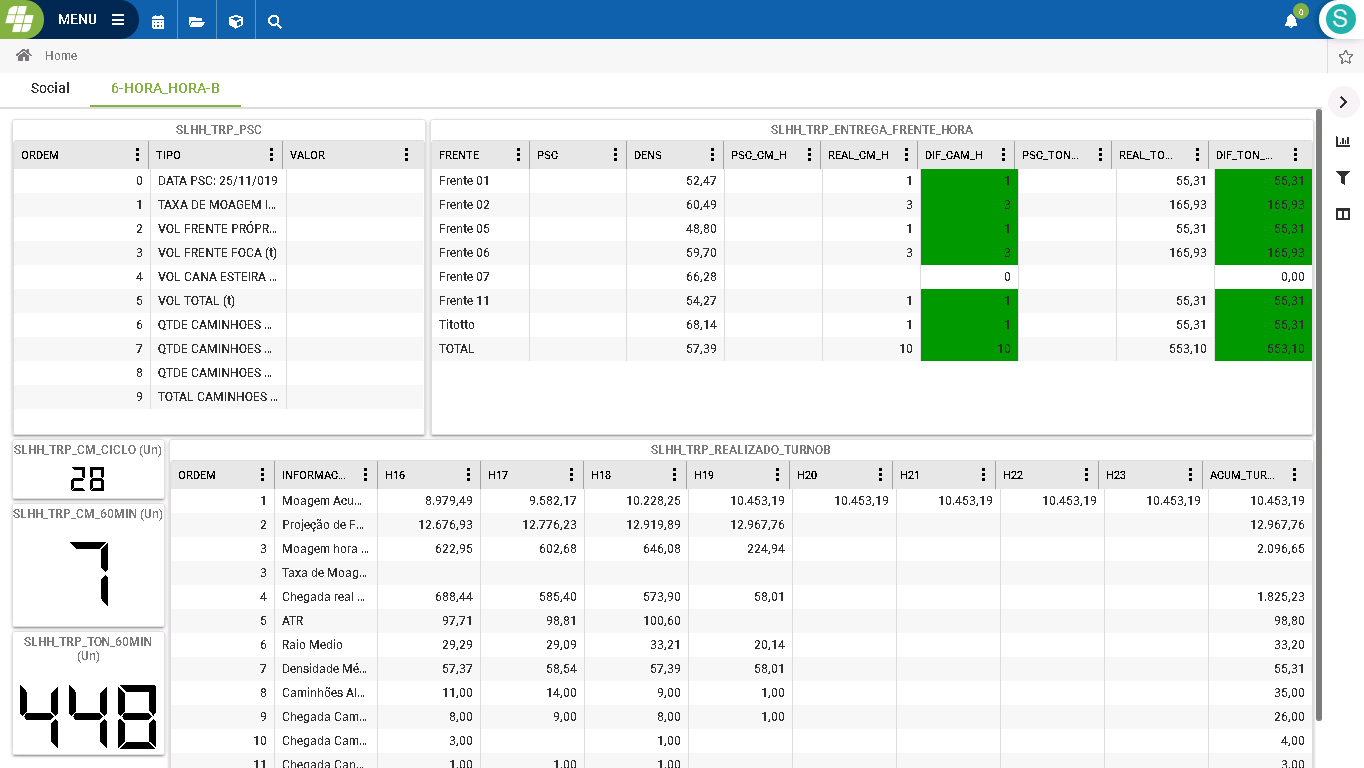 MENU
0
S
Home
Social 6-HORA_HORA-B
SLHH_TRP_PSC
ORDEM TIPO VALOR
0 DATA PSC: 25/11/019
1 TAXA DE MOAGEM I...
2 VOL FRENTE PRÓPR...
3 VOL FRENTE FOCA (t)
4 VOL CANA ESTEIRA ...
5 VOL TOTAL (t)
6 QTDE CAMINHOES ...
7 QTDE CAMINHOES ...
8 QTDE CAMINHOES ...
9 TOTAL CAMINHOES ...
SLHH_TRP_ENTREGA_FRENTE_HORA
FRENTE PSC DENS PSC_CM_H REAL_CM_H DIF_CAM_H PSC_TON... REAL_TO... DIF_TON_...
Frente 01 52,47 1 1 55,31 55,31
Frente 02 60,49 3 3 165,93 165,93
Frente 05 48,80 1 1 55,31 55,31
Frente 06 59,70 3 3 165,93 165,93
Frente 07 66,28 0 0,00
Frente 11 54,27 1 1 55,31 55,31
Titotto 68,14 1 1 55,31 55,31
TOTAL 57,39 10 10 553,10 553,10
SLHH_TRP_CM_CICLO (Un)
28
SLHH_TRP_CM_60MIN (Un)
7
SLHH_TRP_TON_60MIN
(Un)
448
SLHH_TRP_REALIZADO_TURNOB
ORDEM INFORMAC... H16 H17 H18 H19 H20 H21 H22 H23 ACUM_TUR...
1 Moagem Acu... 8.979,49 9.582,17 10.228,25 10.453,19 10.453,19 10.453,19 10.453,19 10.453,19 10.453,19
2 Projeção de F... 12.676,93 12.776,23 12.919,89 12.967,76 12.967,76
3 Moagem hora ... 622,95 602,68 646,08 224,94 2.096,65
3 Taxa de Moag...
4 Chegada real ... 688,44 585,40 573,90 58,01 1.825,23
5 ATR 97,71 98,81 100,60 98,80
6 Raio Medio 29,29 29,09 33,21 20,14 33,20
7 Densidade Mé... 57,37 58,54 57,39 58,01 55,31
8 Caminhões Al... 11,00 14,00 9,00 1,00 35,00
9 Chegada Cam... 8,00 9,00 8,00 1,00 26,00
10 Chegada Cam... 3,00 1,00 4,00
11 Chegada Can... 1,00 1,00 1,00 3,00